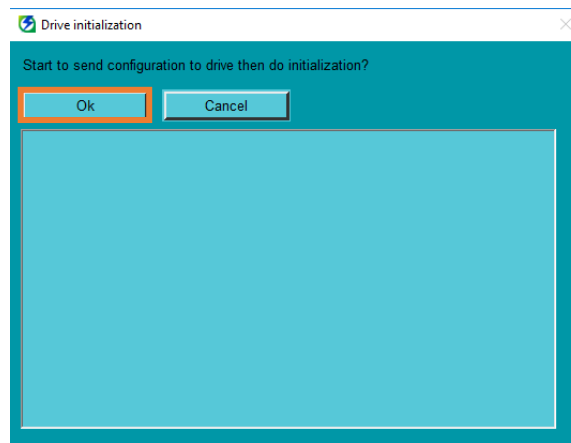 Drive initialization
Start to send configuration to drive then do initialization?
Ok
Cancel